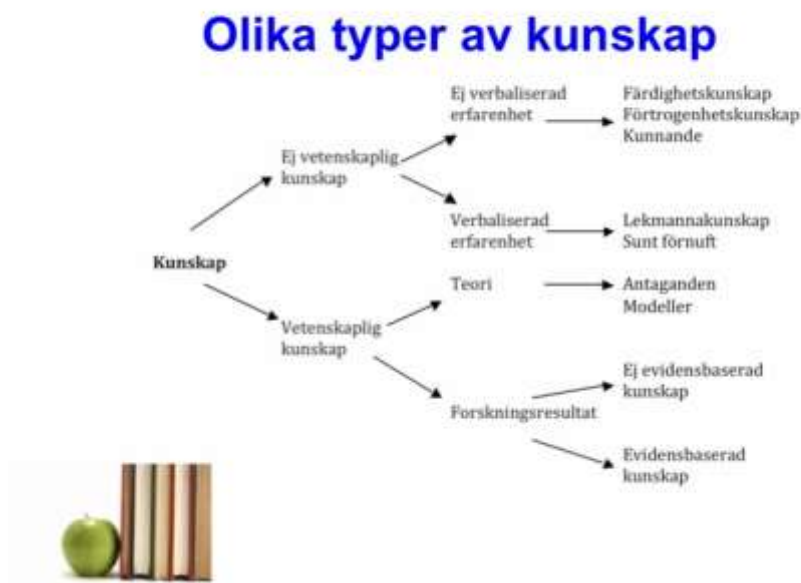 Olika typer av kunskap
Ej verbaliserad
erfarenhet
Färdighetskunskap
Förtrogenhetskunskap
Kunnande
Ej vetenskaplig
kunskap
Verbaliserad
erfarenhet
Lekmannakunskap
Sunt förnuft
Kunskap
Teori
Antaganden
Modeller
Vetenskaplig
kunskap
Ej evidensbaserad
kunskap
Forskningsresultat
Evidensbaserad
kunskap